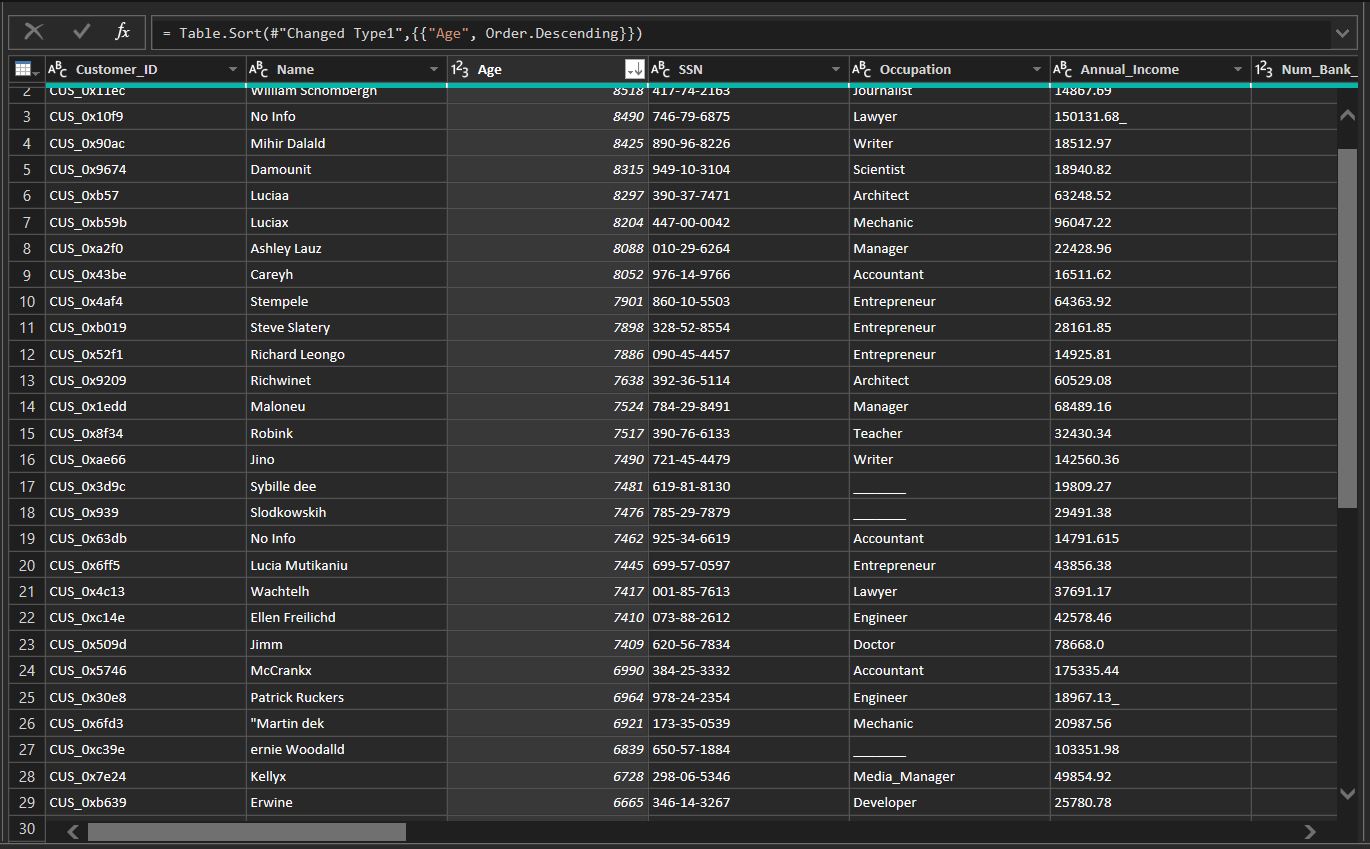 fx = Table.Sort(#"Changed Type1",{{"Age", Order.Descending}})
ABC Customer_ID ABC Name 123 Age ABC SSN ABC Occupation ABC Annual_Income 123 Num_Bank_
2 CUS_0x11ec William Schombergh 8518 417-74-2163 Journalist 14867.69
3 CUS_0x10f9 No Info 8490 746-79-6875 Lawyer 150131.68_
4 CUS_0x90ac Mihir Dalald 8425 890-96-8226 Writer 18512.97
5 CUS_0x9674 Damounit 8315 949-10-3104 Scientist 18940.82
6 CUS_0xb57 Luciaa 8297 390-37-7471 Architect 63248.52
7 CUS_0xb59b Luciax 8204 447-00-0042 Mechanic 96047.22
8 CUS_0xa2f0 Ashley Lauz 8088 010-29-6264 Manager 22428.96
9 CUS_0x43be Careyh 8052 976-14-9766 Accountant 16511.62
10 CUS_0x4af4 Stempele 7901 860-10-5503 Entrepreneur 64363.92
11 CUS_0xb019 Steve Slatery 7898 328-52-8554 Entrepreneur 28161.85
12 CUS_0x52f1 Richard Leongo 7886 090-45-4457 Entrepreneur 14925.81
13 CUS_0x9209 Richwinet 7638 392-36-5114 Architect 60529.08
14 CUS_0x1edd Maloneu 7524 784-29-8491 Manager 68489.16
15 CUS_0x8f34 Robink 7517 390-76-6133 Teacher 32430.34
16 CUS_0xae66 Jino 7490 721-45-4479 Writer 142560.36
17 CUS_0x3d9c Sybille dee 7481 619-81-8130 _______ 19809.27
18 CUS_0x939 Slodkowskih 7476 785-29-7879 _______ 29491.38
19 CUS_0x63db No Info 7462 925-34-6619 Accountant 14791.615
20 CUS_0x6ff5 Lucia Mutikaniu 7445 699-57-0597 Entrepreneur 43856.38
21 CUS_0x4c13 Wachtelh 7417 001-85-7613 Lawyer 37691.17
22 CUS_0xc14e Ellen Freilichd 7410 073-88-2612 Engineer 42578.46
23 CUS_0x509d Jimm 7409 620-56-7834 Doctor 78668.0
24 CUS_0x5746 McCrankx 6990 384-25-3332 Accountant 175335.44
25 CUS_0x30e8 Patrick Ruckers 6964 978-24-2354 Engineer 18967.13_
26 CUS_0x6fd3 "Martin dek 6921 173-35-0539 Mechanic 20987.56
27 CUS_0xc39e ernie Woodalld 6839 650-57-1884 _______ 103351.98
28 CUS_0x7e24 Kellyx 6728 298-06-5346 Media_Manager 49854.92
29 CUS_0xb639 Erwine 6665 346-14-3267 Developer 25780.78
30